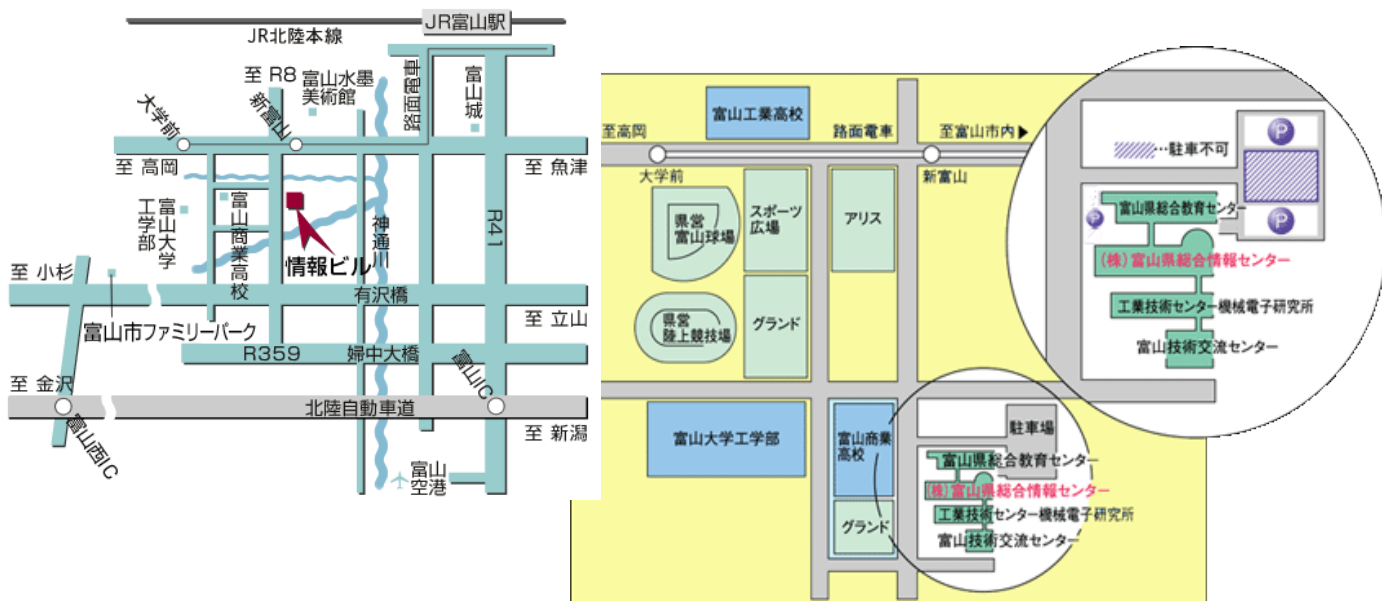 JR富山駅
JR北陸本線
至 R8
富山水墨
美術館
路面電車
富山城
大学前
新富山
至 高岡
至 魚津
富山大学
工学部
富山商業高校
神通川
R41
情報ビル
至 小杉
有沢橋
富山市ファミリーパーク
至 立山
R359
婦中大橋
富山IC
至 金沢
北陸自動車道
至 新潟
富山西IC
富山
空港
富山工業高校
至高岡
路面電車
至富山市内▶
大学前
新富山
県営
富山球場
スポーツ
広場
アリス
県営
陸上競技場
グランド
富山大学工学部
富山商業
高校
駐車場
富山県総合教育センター
(株)富山県総合情報センター
工業技術センター機械電子研究所
グランド
富山技術交流センター
P
…駐車不可
P
富山県総合教育センター
P
(株)富山県総合情報センター
工業技術センター機械電子研究所
富山技術交流センター